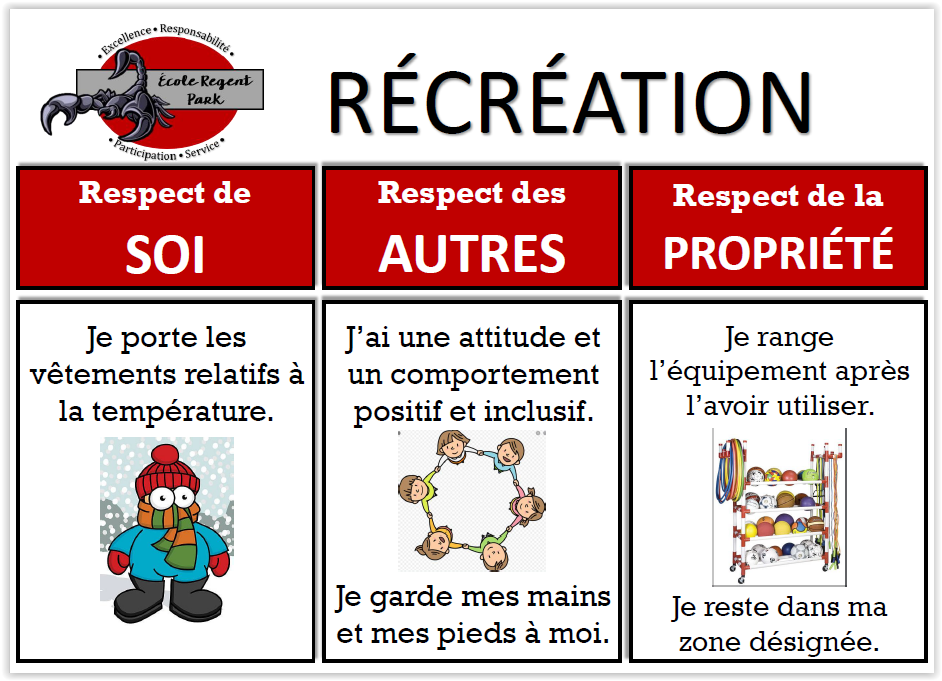 • Excellence • Responsabilité •
École Regent
Park
• Participation • Service •
RÉCRÉATION
Respect de
SOI
Je porte les
vêtements relatifs à
la température.
Respect des
AUTRES
J’ai une attitude et
un comportement
positif et inclusif.
Je garde mes mains
et mes pieds à moi.
Respect de la
PROPRIÉTÉ
Je range
l’équipement après
l’avoir utiliser.
Je reste dans ma
zone désignée.